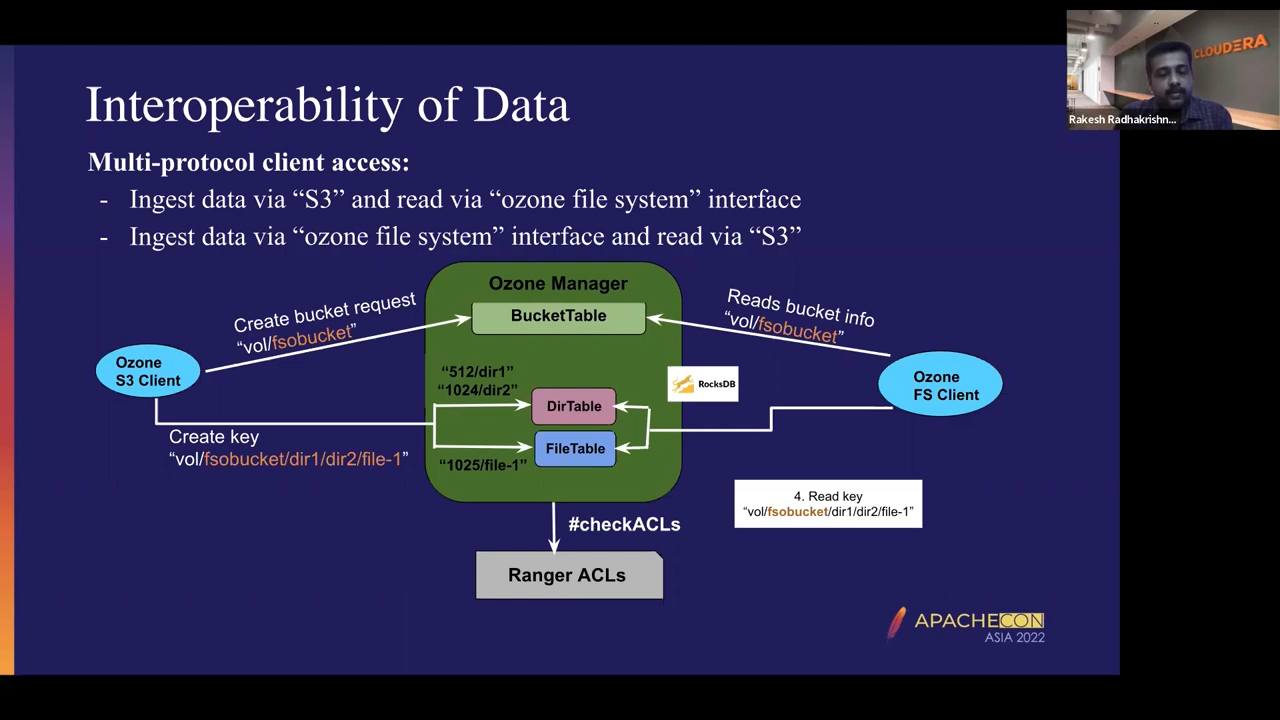 CLOUDERA
Rakesh Radhakrishn...
Interoperability of Data
Multi-protocol client access:
- Ingest data via “S3” and read via “ozone file system” interface
- Ingest data via “ozone file system” interface and read via “S3”
Ozone Manager
BucketTable
Create bucket request
“vol/fsobucket”
Reads bucket info
“vol/fsobucket”
Ozone
S3 Client
Ozone
FS Client
“512/dir1”
“1024/dir2”
RocksDB
DirTable
FileTable
Create key
“vol/fsobucket/dir1/dir2/file-1”
“1025/file-1”
4. Read key
“vol/fsobucket/dir1/dir2/file-1”
#checkACLs
Ranger ACLs
APACHECON
ASIA 2022